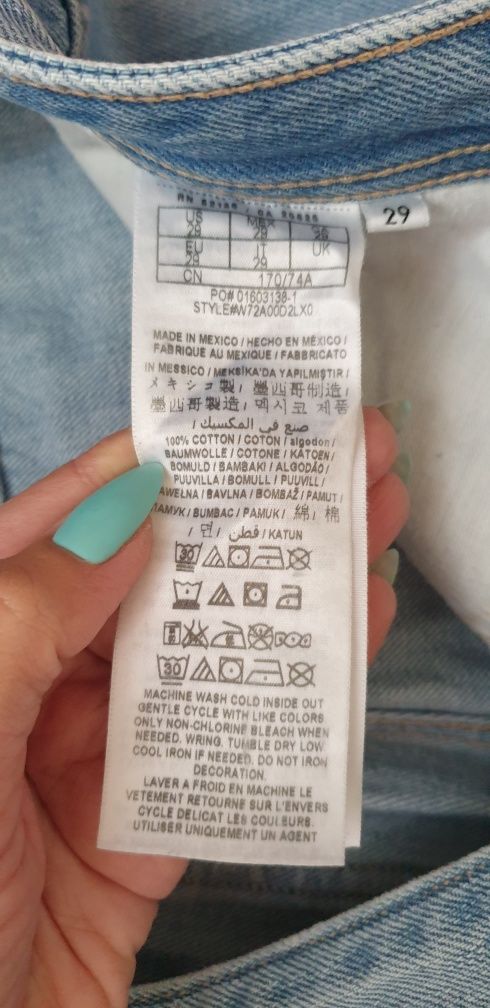 29
US MEX
29 29 29
EU IT UK
29 29
CN 170/74A
PO# 01603138-1
STYLE#W72A00D2LX0
MADE IN MEXICO / HECHO EN MÉXICO /
FABRIQUE AU MEXIQUE / FABBRICATO
IN MESSICO / MEKSİKA'DA YAPILMIŞTIR /
メキシコ製 / 墨西哥制造 /
墨西哥製造 / 멕시코 제품
/ صنع في المكسيك
100% COTTON / COTON / algodon /
BAUMWOLLE / COTONE / KATOEN /
BOMULD / BAMBAKI / ALGODÃO /
PUUVILLA / BOMULL / PUUVILL /
BAWEŁNA / BAVLNA / BOMBAŽ / PAMUT /
BUMBAC / PAMUK / 綿 / 棉
/ 면 / قطن / KATUN
30
30
MACHINE WASH COLD INSIDE OUT
GENTLE CYCLE WITH LIKE COLORS
ONLY NON-CHLORINE BLEACH WHEN
NEEDED. WRING. TUMBLE DRY LOW
COOL IRON IF NEEDED. DO NOT IRON
DECORATION.
LAVER A FROID EN MACHINE LE
VETEMENT RETOURNE SUR L'ENVERS
CYCLE DELICAT LES COULEURS.
UTILISER UNIQUEMENT UN AGENT